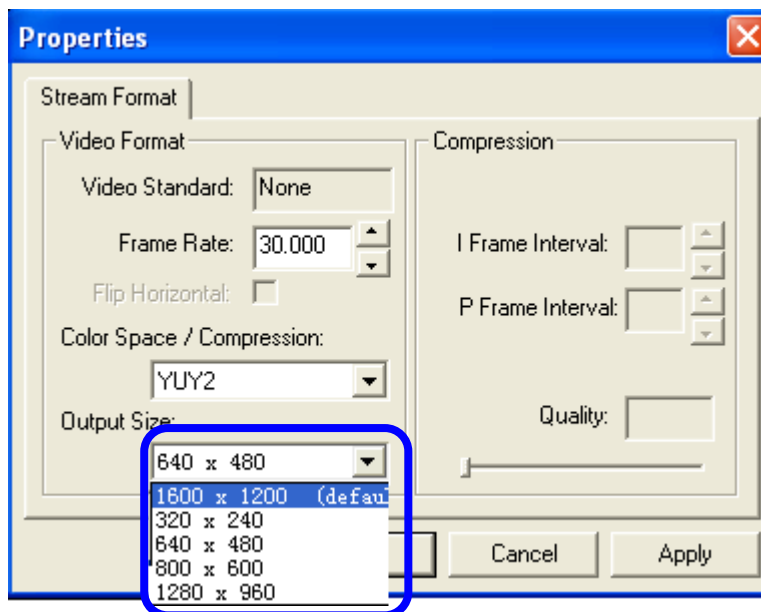 Properties
Stream Format
Video Format
Video Standard: None
Frame Rate: 30.000
Flip Horizontal:
Color Space / Compression:
YUY2
Output Size:
640 x 480
1600 x 1200 (defau
320 x 240
640 x 480
800 x 600
1280 x 960
Compression
I Frame Interval:
P Frame Interval:
Quality:
Cancel
Apply